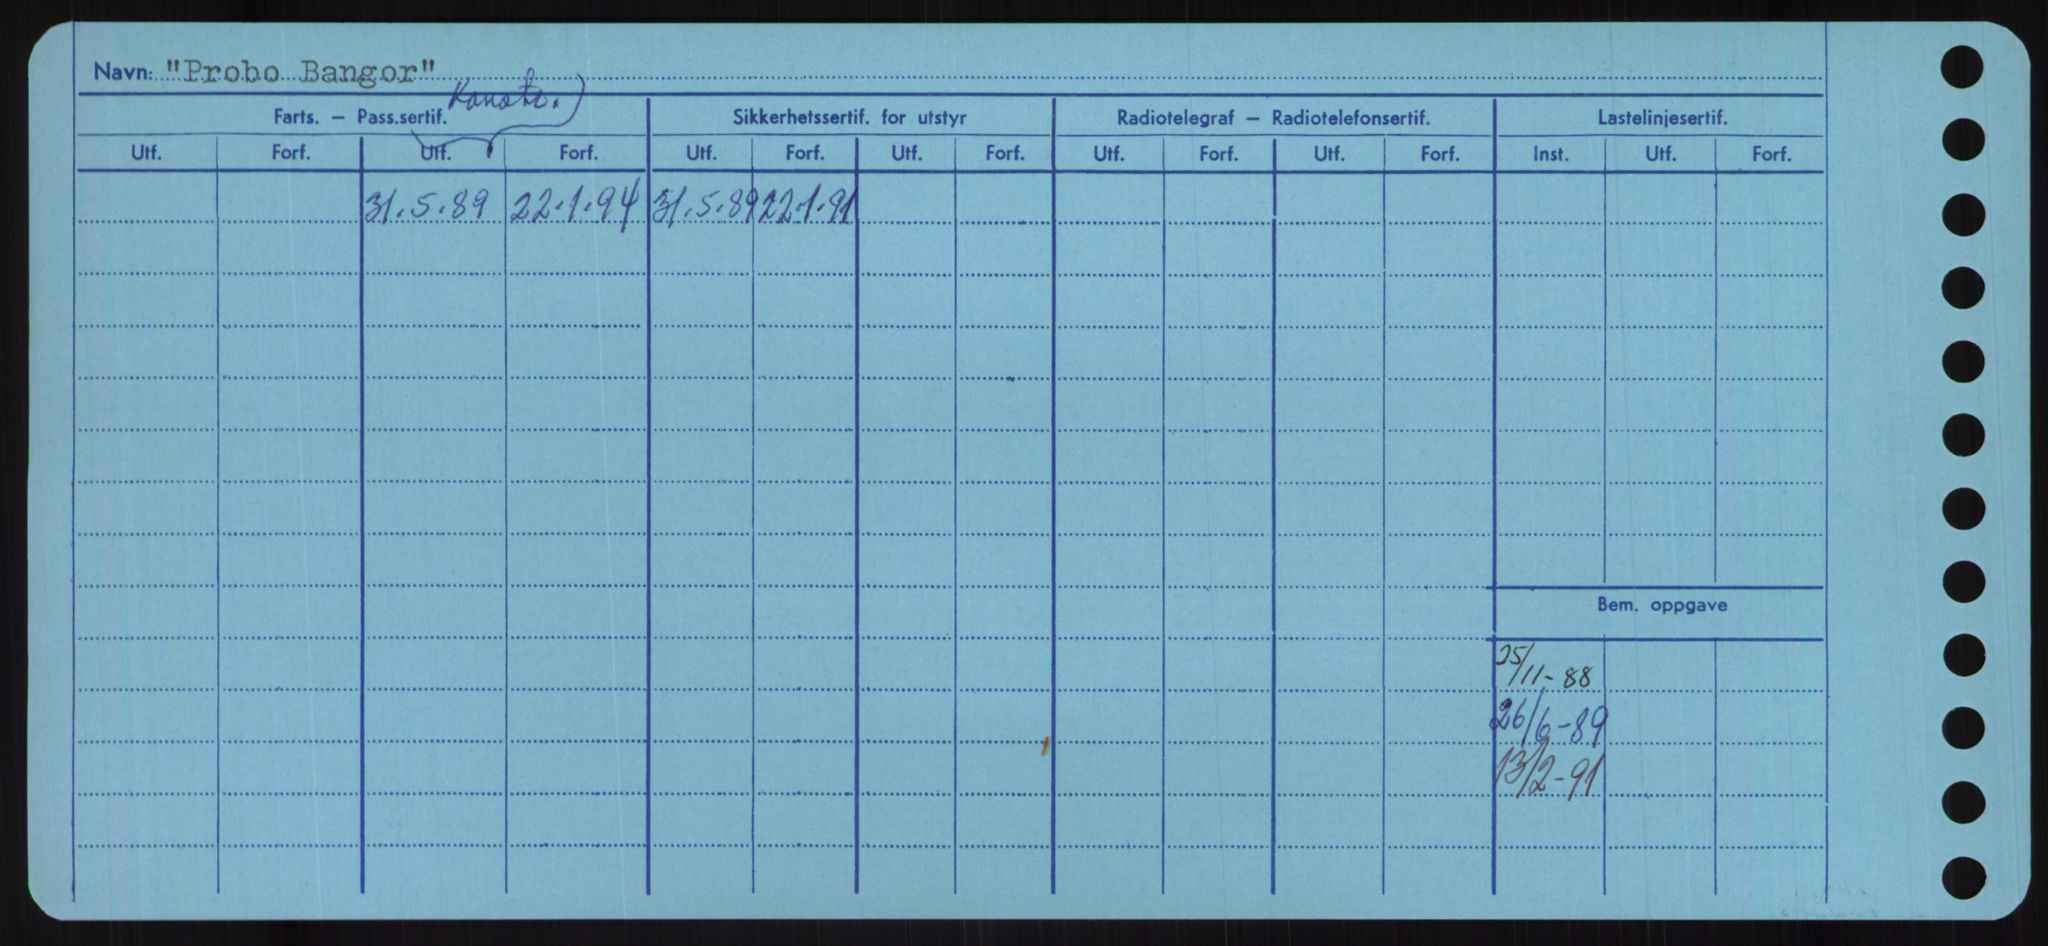 Navn: "Probo Bangor"
Konstr.
Farts. — Pass.sertif. Sikkerhetssertif. for utstyr Radiotelegraf — Radiotelefonsertif. Lastelinjesertif.
Utf. Forf. Utf. Forf. Utf. Forf. Utf. Forf. Utf. Forf. Utf. Forf. Inst. Utf. Forf.
31.5.89 22.1.94 31.5.89 22.1.91
Bem. oppgave
25/11-88
26/6-89
13/2-91